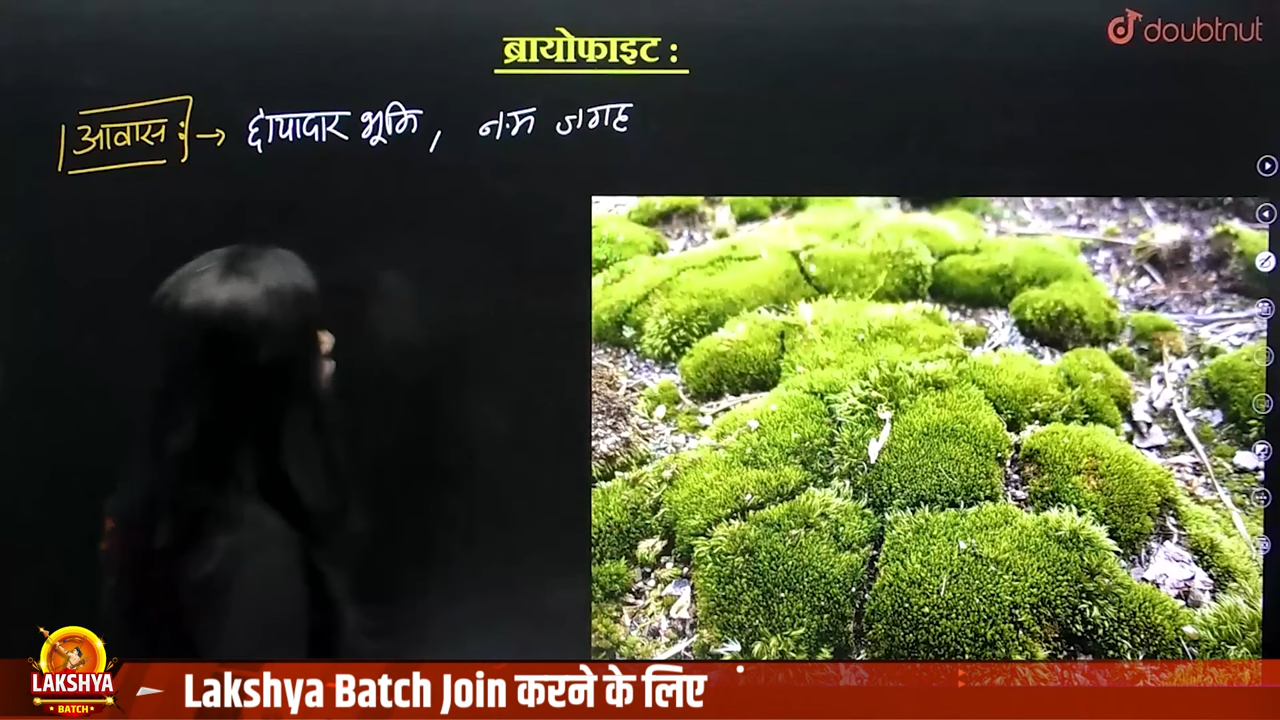 doubtnut
ब्रायोफाइट :
आवास : → छायादार भूमि, नम जगह
LAKSHYA
BATCH
Lakshya Batch Join करने के लिए